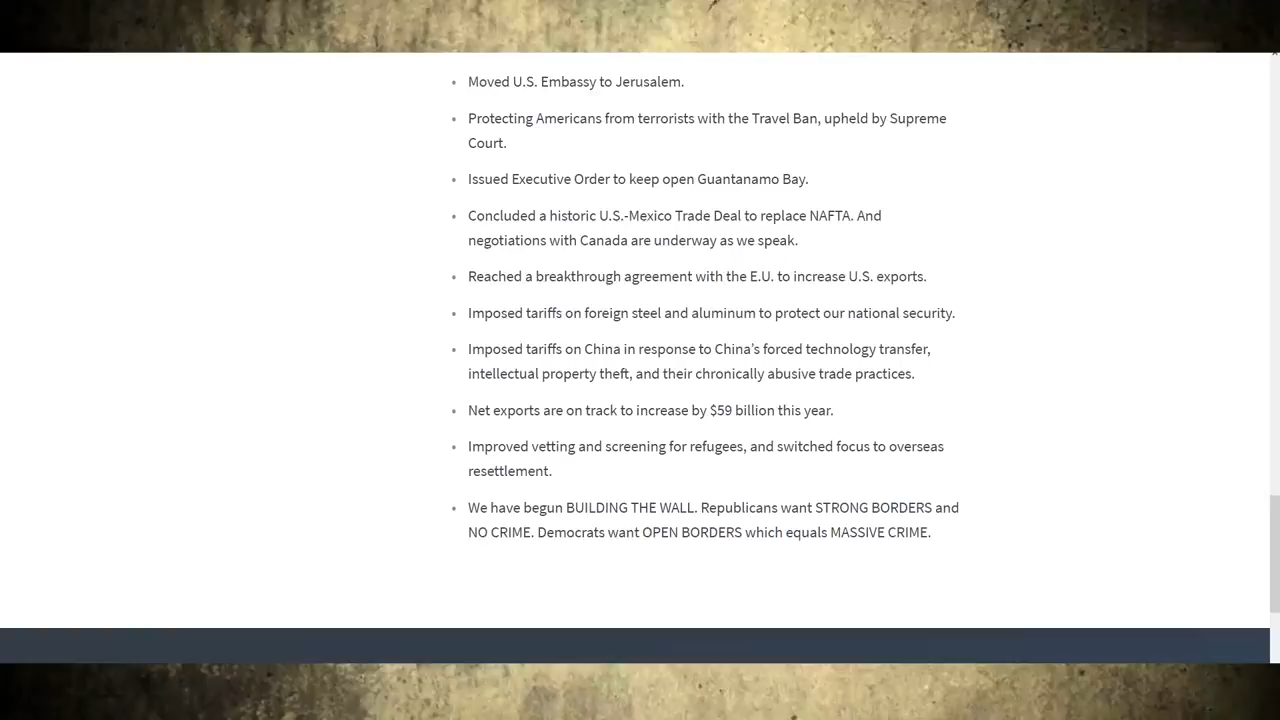 • Moved U.S. Embassy to Jerusalem.
• Protecting Americans from terrorists with the Travel Ban, upheld by Supreme
Court.
• Issued Executive Order to keep open Guantanamo Bay.
• Concluded a historic U.S.-Mexico Trade Deal to replace NAFTA. And
negotiations with Canada are underway as we speak.
• Reached a breakthrough agreement with the E.U. to increase U.S. exports.
• Imposed tariffs on foreign steel and aluminum to protect our national security.
• Imposed tariffs on China in response to China’s forced technology transfer,
intellectual property theft, and their chronically abusive trade practices.
• Net exports are on track to increase by $59 billion this year.
• Improved vetting and screening for refugees, and switched focus to overseas
resettlement.
• We have begun BUILDING THE WALL. Republicans want STRONG BORDERS and
NO CRIME. Democrats want OPEN BORDERS which equals MASSIVE CRIME.